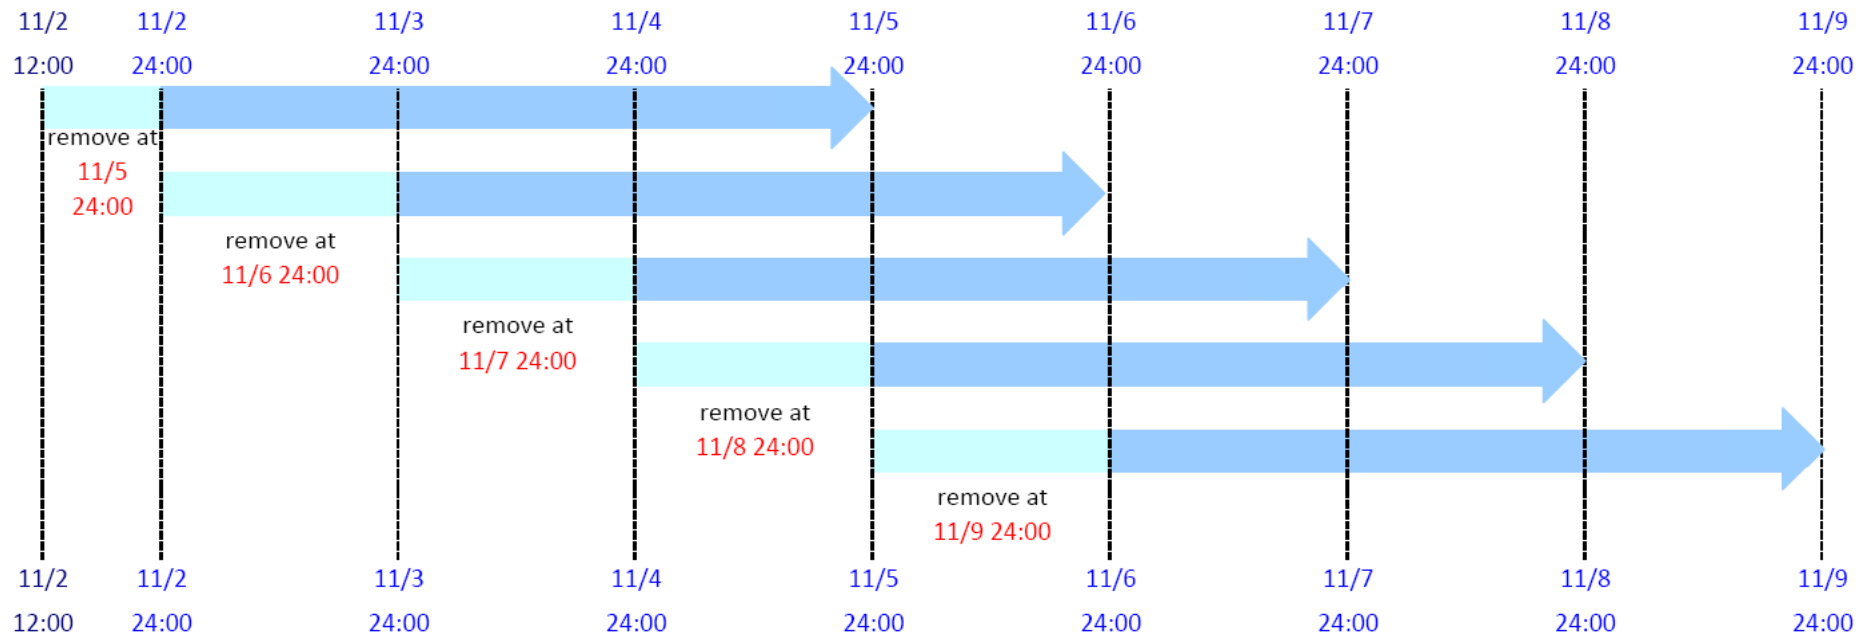 11/2 11/2 11/3 11/4 11/5 11/6 11/7 11/8 11/9
12:00 24:00 24:00 24:00 24:00 24:00 24:00 24:00 24:00
remove at
11/5
24:00
remove at
11/6 24:00
remove at
11/7 24:00
remove at
11/8 24:00
remove at
11/9 24:00
11/2 11/2 11/3 11/4 11/5 11/6 11/7 11/8 11/9
12:00 24:00 24:00 24:00 24:00 24:00 24:00 24:00 24:00